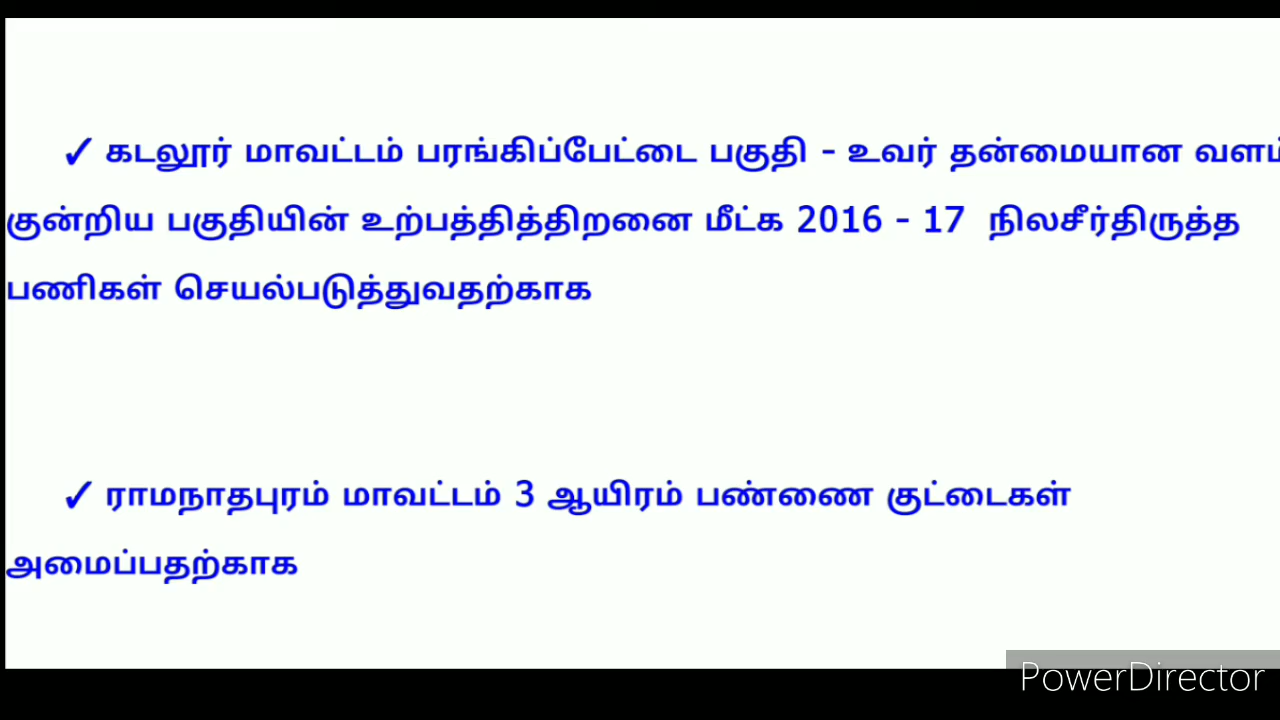 ✓ கடலூர் மாவட்டம் பரங்கிப்பேட்டை பகுதி - உவர் தன்மையான வளம்
குன்றிய பகுதியின் உற்பத்தித்திறனை மீட்க 2016 - 17 நிலசீர்திருத்த
பணிகள் செயல்படுத்துவதற்காக
✓ ராமநாதபுரம் மாவட்டம் 3 ஆயிரம் பண்ணை குட்டைகள்
அமைப்பதற்காக
PowerDirector